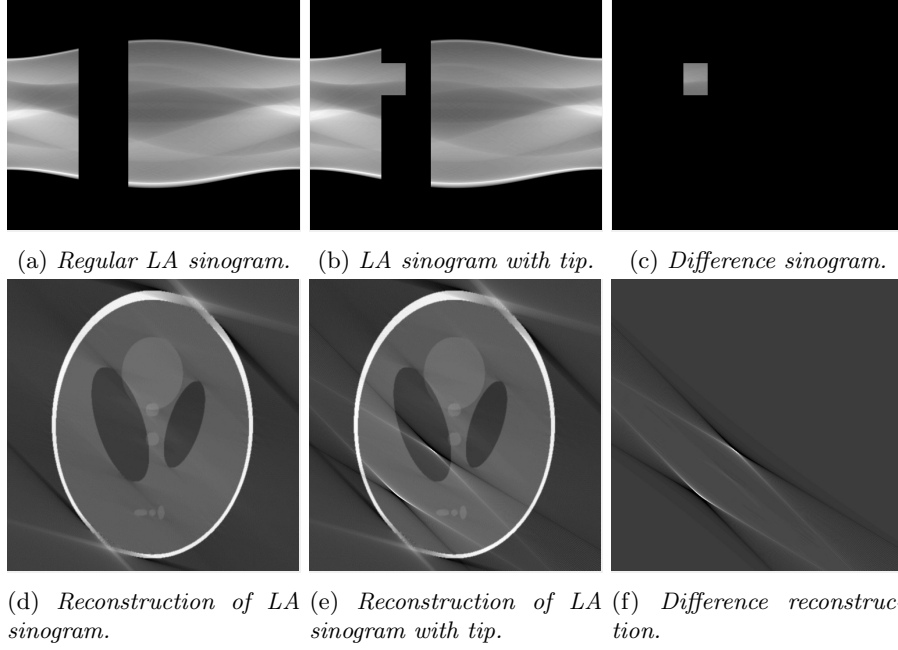 (a) Regular LA sinogram.
(b) LA sinogram with tip.
(c) Difference sinogram.
(d) Reconstruction of LA
sinogram.
(e) Reconstruction of LA
sinogram with tip.
(f) Difference reconstruc-
tion.